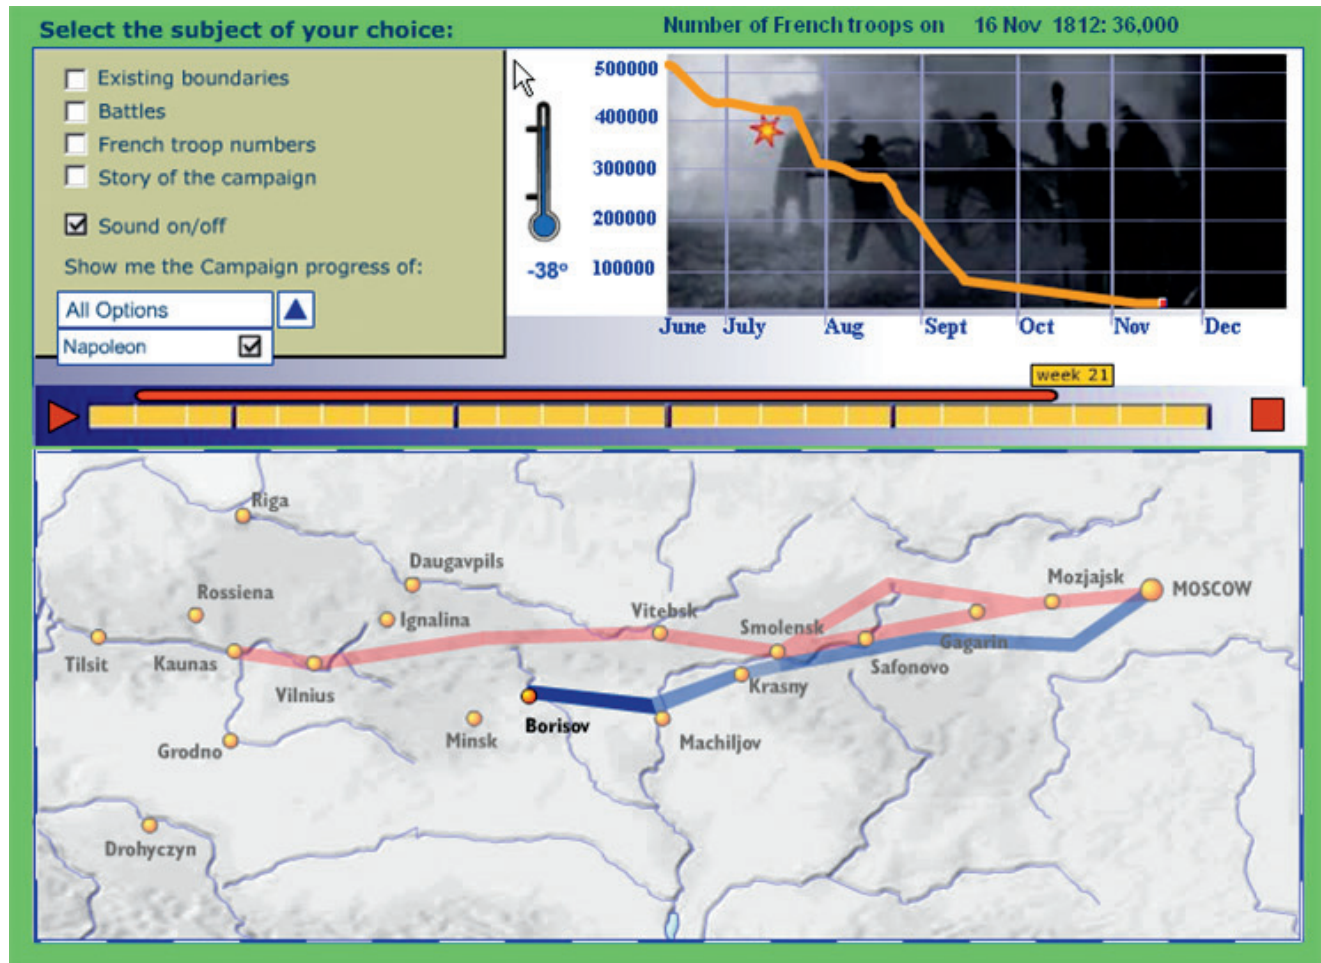 Select the subject of your choice:
Number of French troops on 16 Nov 1812: 36,000
Existing boundaries
Battles
French troop numbers
Story of the campaign
Sound on/off
Show me the Campaign progress of:
All Options
Napoleon
-38°
500000
400000
300000
200000
100000
June July Aug Sept Oct Nov Dec
week 21
Riga
Daugavpils
Rossiena
Ignalina
Vitebsk
Mozjajsk
MOSCOW
Smolensk
Gagarin
Tilsit
Kaunas
Vilnius
Safonovo
Krasny
Borisov
Minsk
Machiljov
Grodno
Drohyczyn